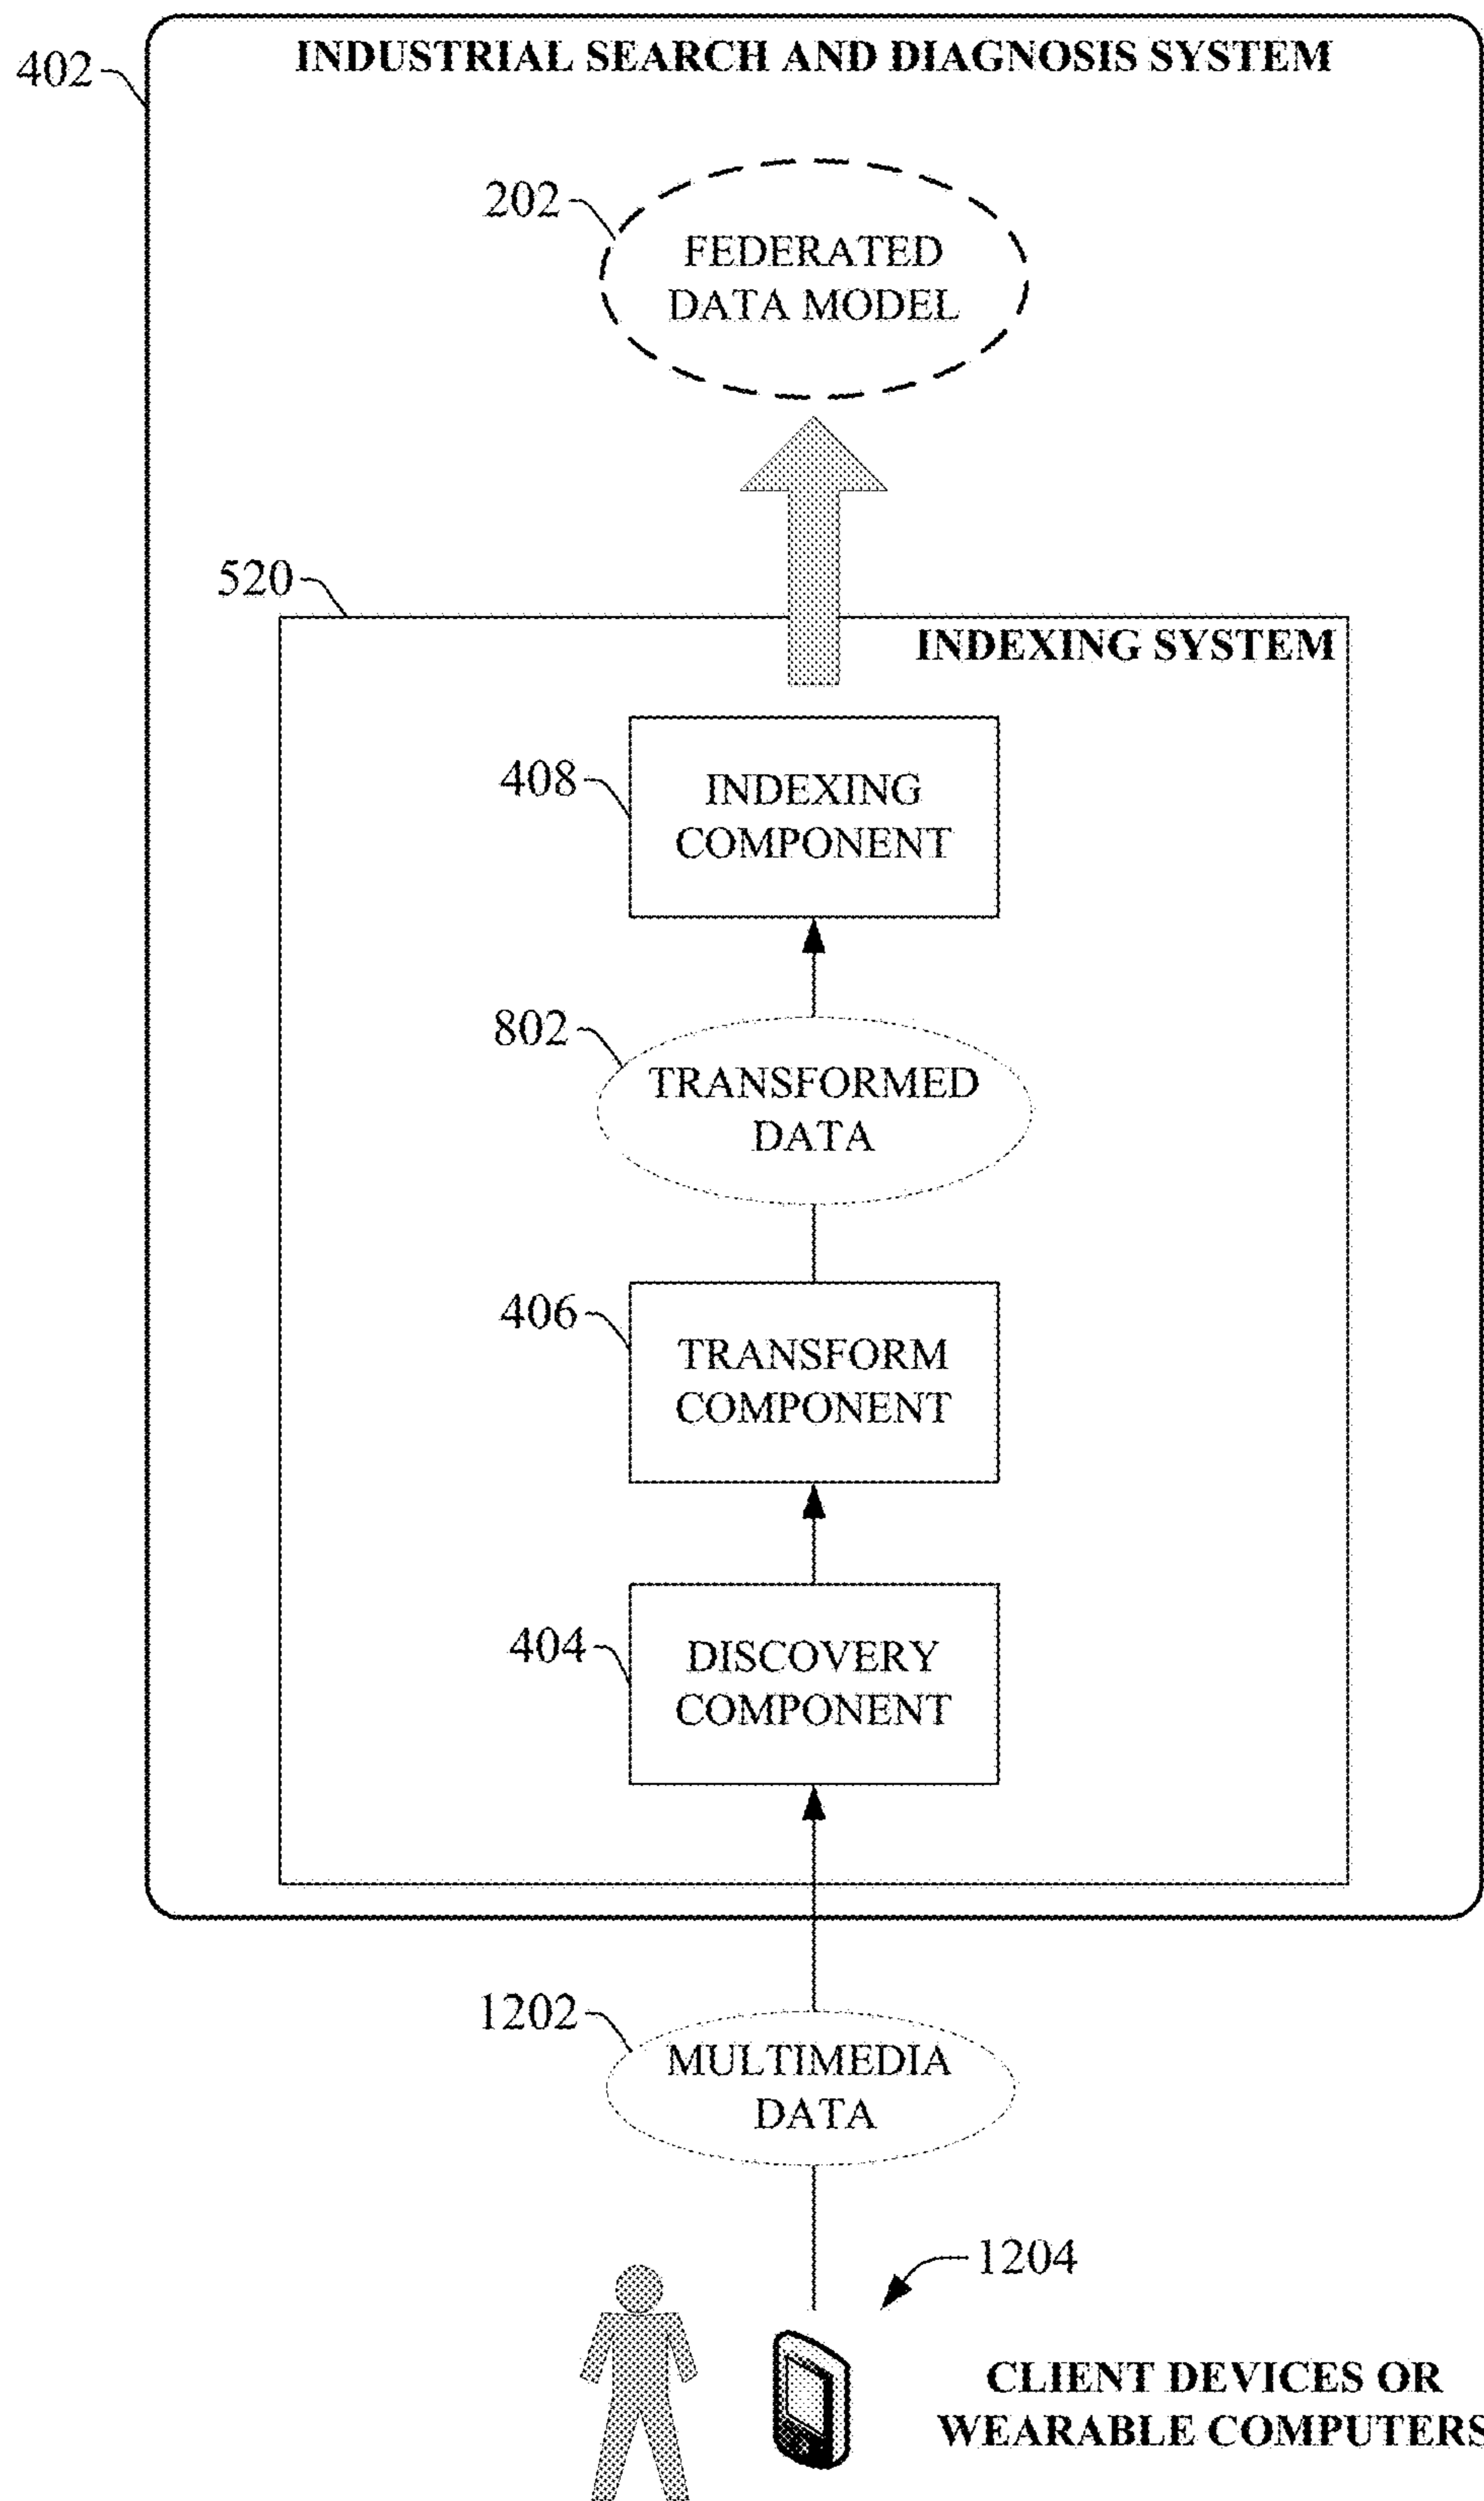 402
INDUSTRIAL SEARCH AND DIAGNOSIS SYSTEM
202
FEDERATED
DATA MODEL
520
INDEXING SYSTEM
408
INDEXING
COMPONENT
802
TRANSFORMED
DATA
406
TRANSFORM
COMPONENT
404
DISCOVERY
COMPONENT
1202
MULTIMEDIA
DATA
1204
CLIENT DEVICES OR
WEARABLE COMPUTERS